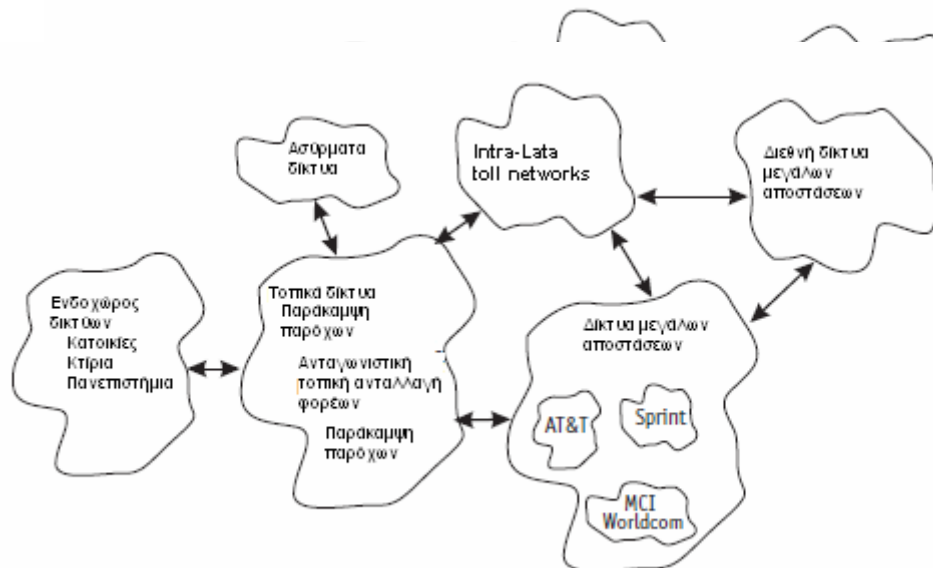 Ασύρματα
δίκτυα
Intra-Lata
toll networks
Διεθνή δίκτυα
μεγάλων
αποστάσεων
Ενδοχώρος
δικτύων
Κατοικίες
Κτίρια
Πανεπιστήμια
Τοπικά δίκτυα
Παράκαμψη
παρόχων
Ανταγωνιστική
τοπική ανταλλαγή
φορέων
Παράκαμψη
παρόχων
Δίκτυα μεγάλων
αποστάσεων
AT&T
Sprint
MCI
Worldcom